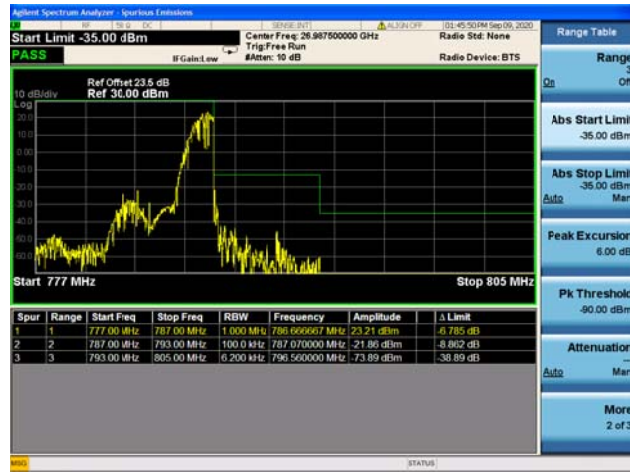 Agilent Spectrum Analyzer - Spurious Emissions
RF 50 Ω DC SENSE:INT ALIGN OFF 01:45:50 PM Sep 09, 2020
Start Limit -35.00 dBm
PASS
IFGain:Low
Center Freq: 26.987500000 GHz
Trig:Free Run
#Atten: 10 dB
Radio Std: None
Radio Device: BTS
Ref Offset 23.5 dB
10 dB/div Ref 30.00 dBm
Log
20.0
10.0
0.00
-10.0
-20.0
-30.0
-40.0
-50.0
-60.0
Start 777 MHz Stop 805 MHz
Spur Range Start Freq Stop Freq RBW Frequency Amplitude Δ Limit
1 1 777.00 MHz 787.00 MHz 1.000 MHz 786.666667 MHz 23.21 dBm -6.785 dB
2 2 787.00 MHz 793.00 MHz 100.0 kHz 787.070000 MHz -21.86 dBm -8.862 dB
3 3 793.00 MHz 805.00 MHz 6.200 kHz 796.560000 MHz -73.89 dBm -38.89 dB
MSG STATUS
Range Table
Range
3
On Of
Abs Start Limi
-35.00 dBm
Abs Stop Limi
-35.00 dBm
Auto Man
Peak Excursion
6.00 dB
Pk Threshold
-90.00 dBm
Attenuation
---
Auto Man
More
2 of 3